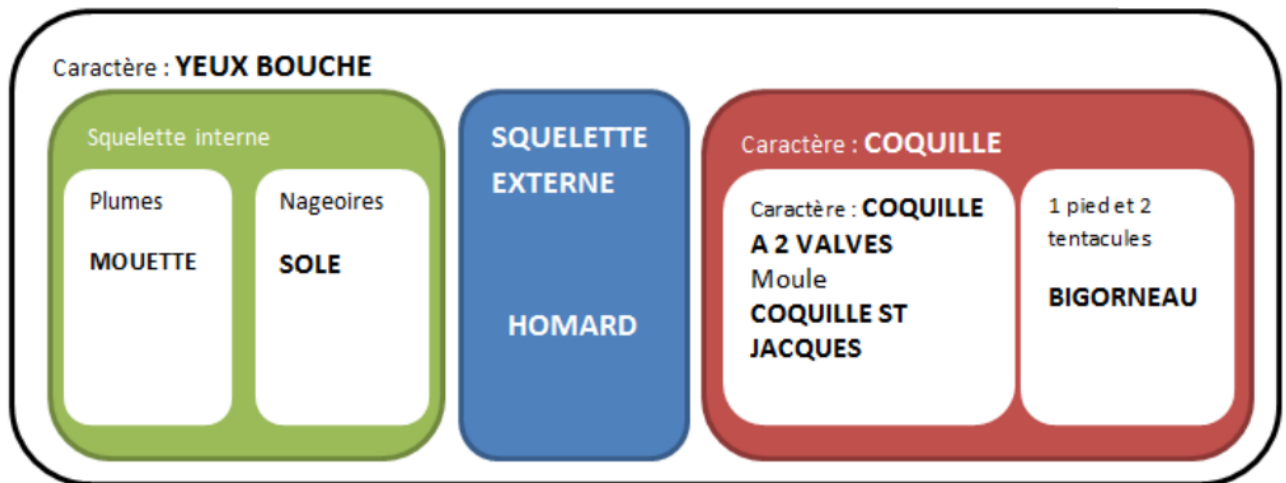 Caractère : YEUX BOUCHE
Squelette interne
Plumes
MOUETTE
Nageoires
SOLE
SQUELETTE
EXTERNE
HOMARD
Caractère : COQUILLE
Caractère : COQUILLE
A 2 VALVES
Moule
COQUILLE ST
JACQUES
1 pied et 2
tentacules
BIGORNEAU